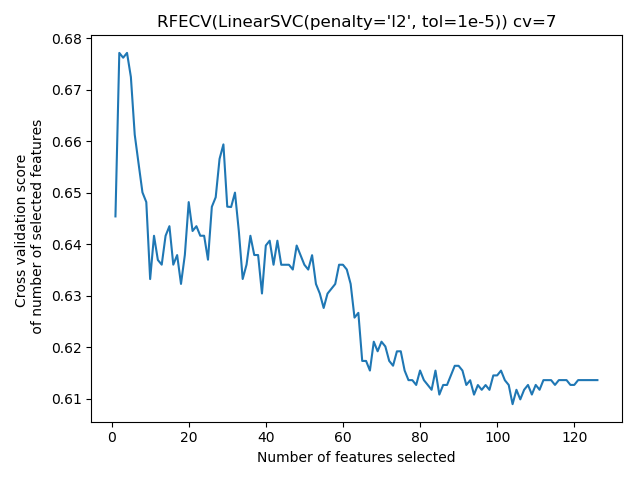 RFECV(LinearSVC(penalty='l2', tol=1e-5)) cv=7
0.68
0.67
0.66
0.65
0.64
0.63
0.62
0.61
Cross validation score
of number of selected features
0 20 40 60 80 100 120
Number of features selected